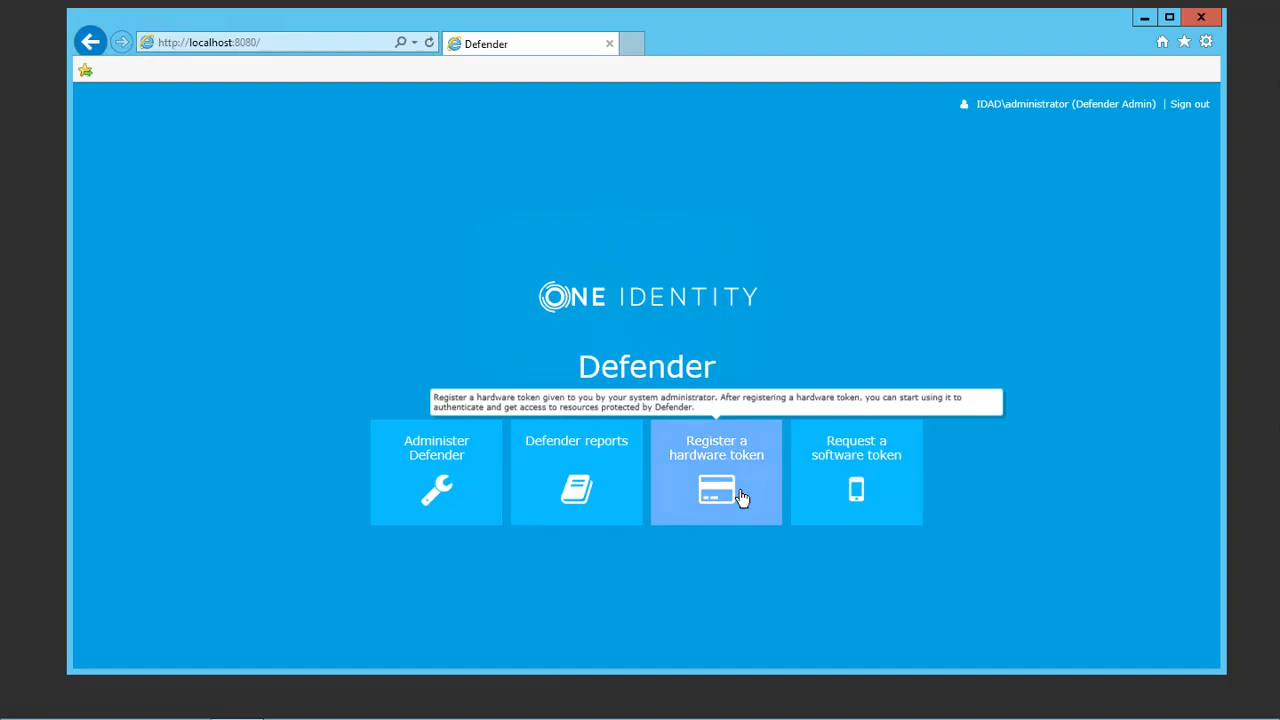 http://localhost:8080/
Defender
IDAD\administrator (Defender Admin) | Sign out
ONE IDENTITY
Defender
Register a hardware token given to you by your system administrator. After registering a hardware token, you can start using it to
authenticate and get access to resources protected by Defender.
Administer
Defender
Defender reports
Register a
hardware token
Request a
software token